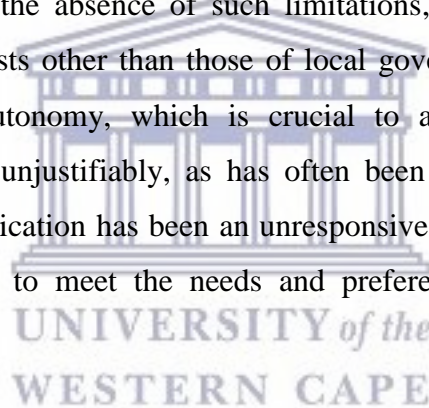 the absence of such limitations,
sts other than those of local gove
utonomy, which is crucial to a
unjustifiably, as has often been
ication has been an unresponsive
to meet the needs and prefere
UNIVERSITY of the
WESTERN CAPE